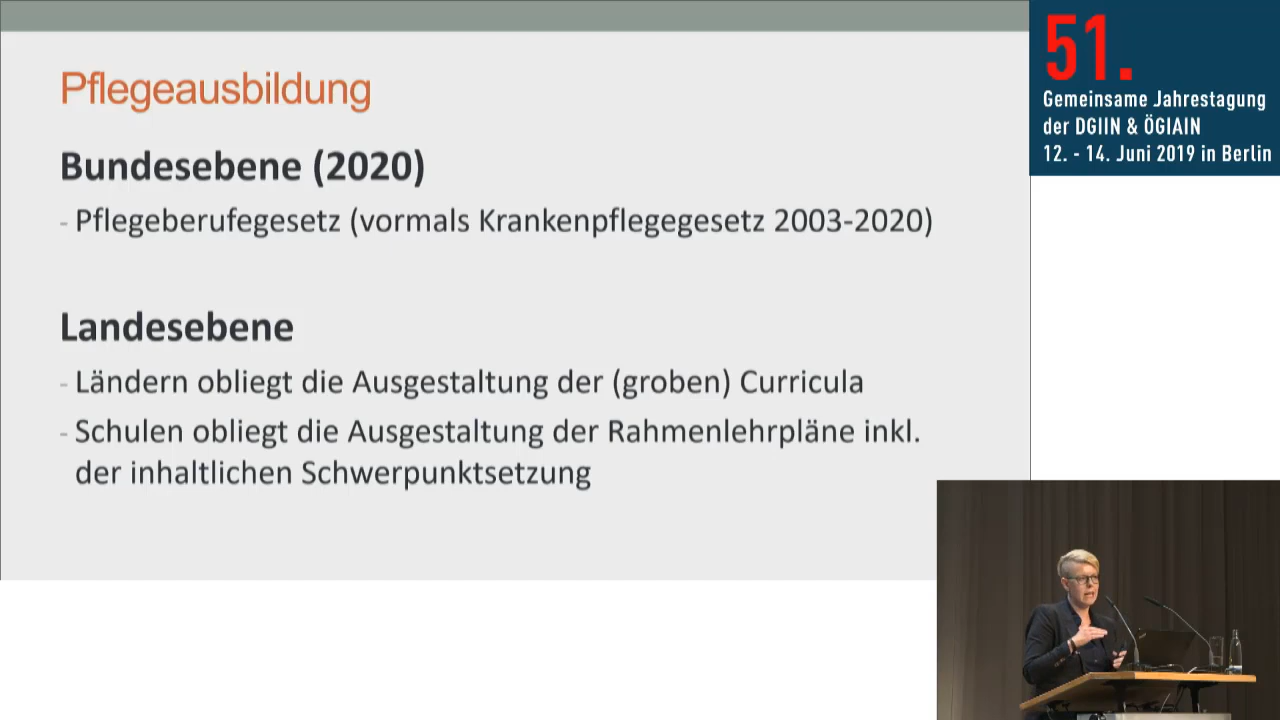 Pflegeausbildung
Bundesebene (2020)
- Pflegeberufegesetz (vormals Krankenpflegegesetz 2003-2020)
Landesebene
- Ländern obliegt die Ausgestaltung der (groben) Curricula
- Schulen obliegt die Ausgestaltung der Rahmenlehrpläne inkl.
der inhaltlichen Schwerpunktsetzung
51.
Gemeinsame Jahrestagung
der DGIIN & ÖGIAIN
12. - 14. Juni 2019 in Berlin